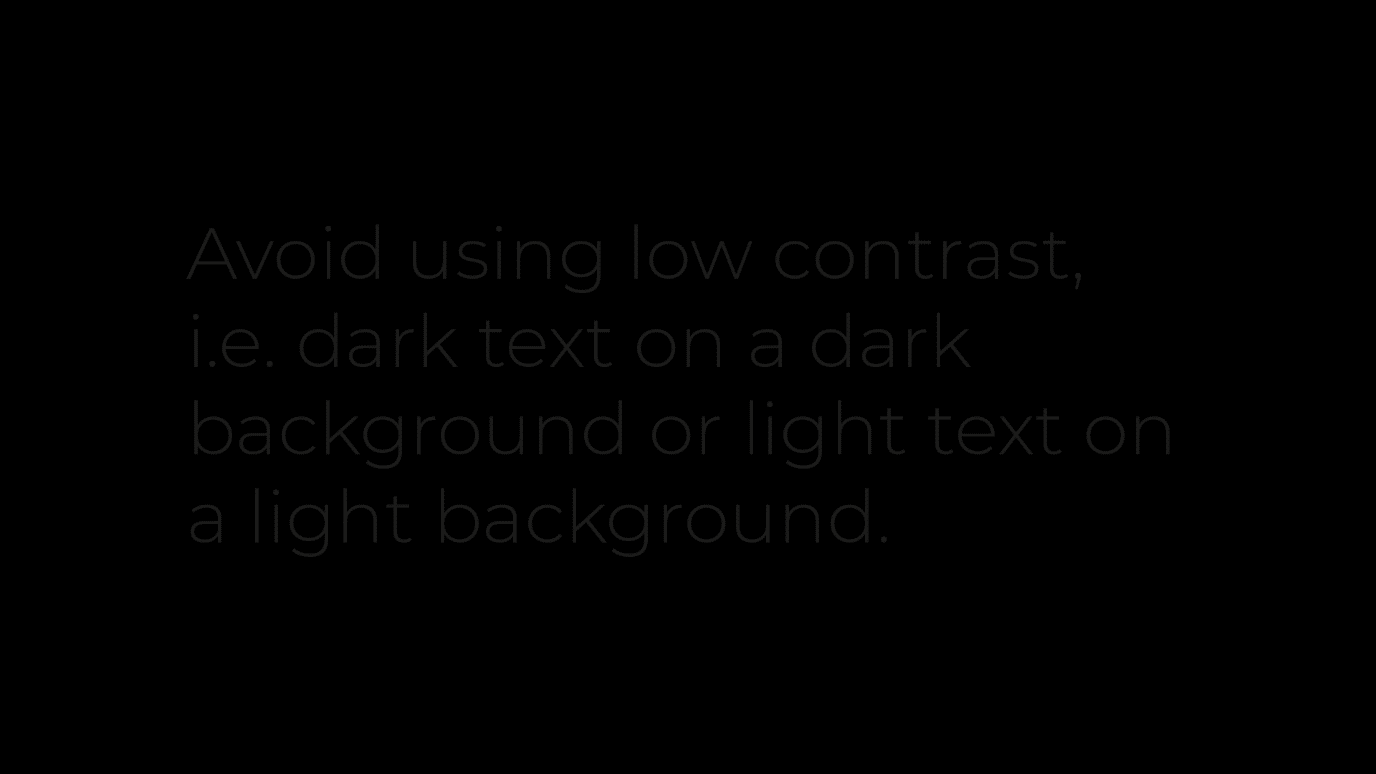 Avoid using low contrast,
i.e. dark text on a dark
background or light text on
a light background.